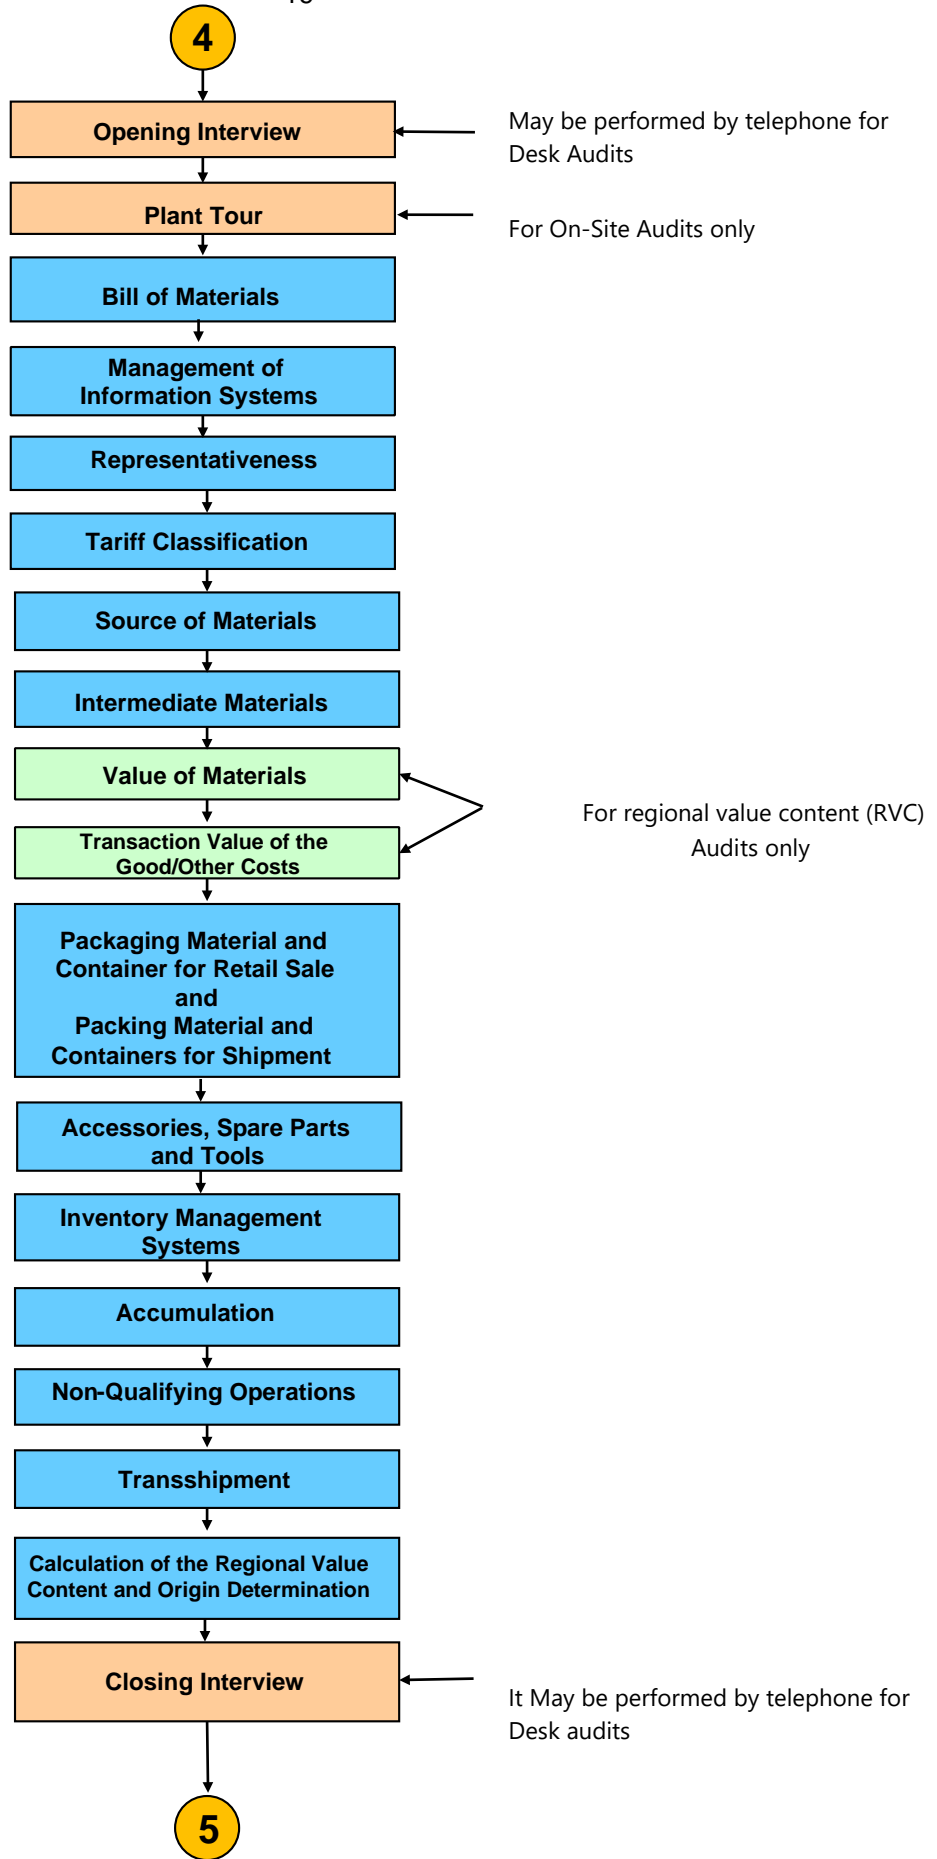 4
Opening Interview
May be performed by telephone for
Desk Audits
Plant Tour
For On-Site Audits only
Bill of Materials
Management of
Information Systems
Representativeness
Tariff Classification
Source of Materials
Intermediate Materials
Value of Materials
For regional value content (RVC)
Audits only
Transaction Value of the
Good/Other Costs
Packaging Material and
Container for Retail Sale
and
Packing Material and
Containers for Shipment
Accessories, Spare Parts
and Tools
Inventory Management
Systems
Accumulation
Non-Qualifying Operations
Transshipment
Calculation of the Regional Value
Content and Origin Determination
Closing Interview
It May be performed by telephone for
Desk audits
5